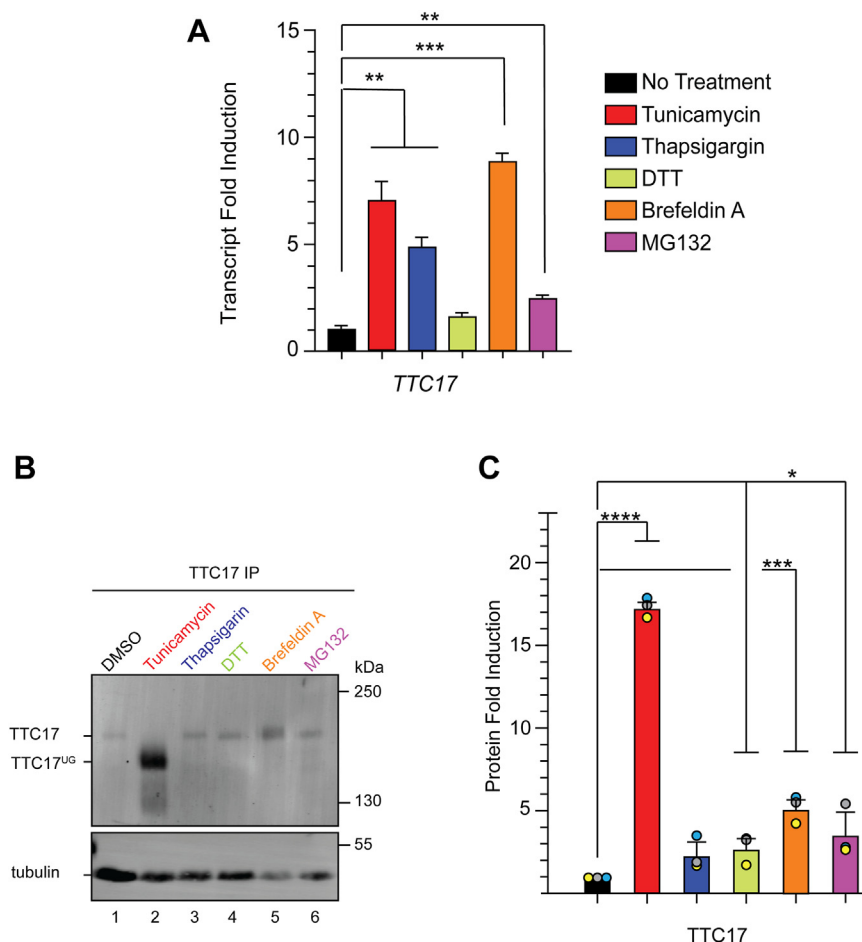 A
Transcript Fold Induction
15
10
5
0
**
***
**
TTC17
No Treatment
Tunicamycin
Thapsigargin
DTT
Brefeldin A
MG132
B
TTC17 IP
DMSO
Tunicamycin
Thapsigarin
DTT
Brefeldin A
MG132
kDa
250
TTC17
TTC17ᵁᴳ
130
55
tubulin
1 2 3 4 5 6
C
Protein Fold Induction
20
15
10
5
*
****
***
TTC17